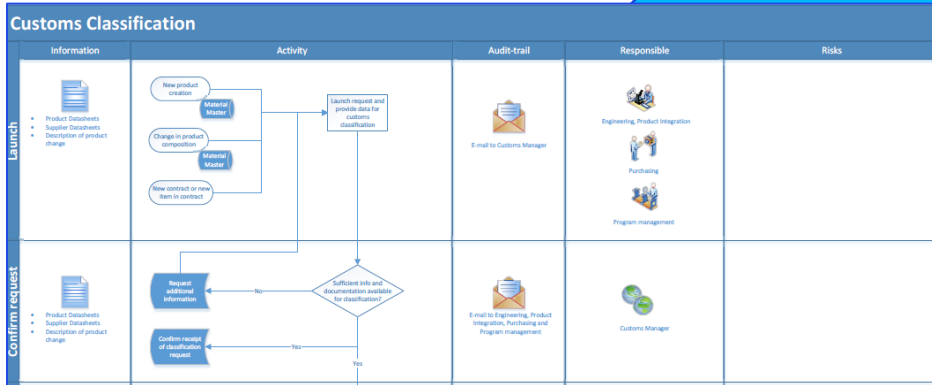 Customs Classification
Information
Activity
Audit-trail
Responsible
Risks
Launch
Product Datasheets
Supplier Datasheets
Description of product
change
New product
creation
Material
Master
Change in product
composition
Material
Master
New contract or new
item in contract
Launch request and
provide data for
customs
classification
E-mail to Customs Manager
Engineering, Product Integration
Purchasing
Program management
Confirm request
Product Datasheets
Supplier Datasheets
Description of product
change
Request
additional
information
No
Sufficient info and
documentation available
for classification?
Confirm receipt
of classification
request
Yes
Yes
E-mail to Engineering, Product
Integration, Purchasing and
Program management
Customs Manager